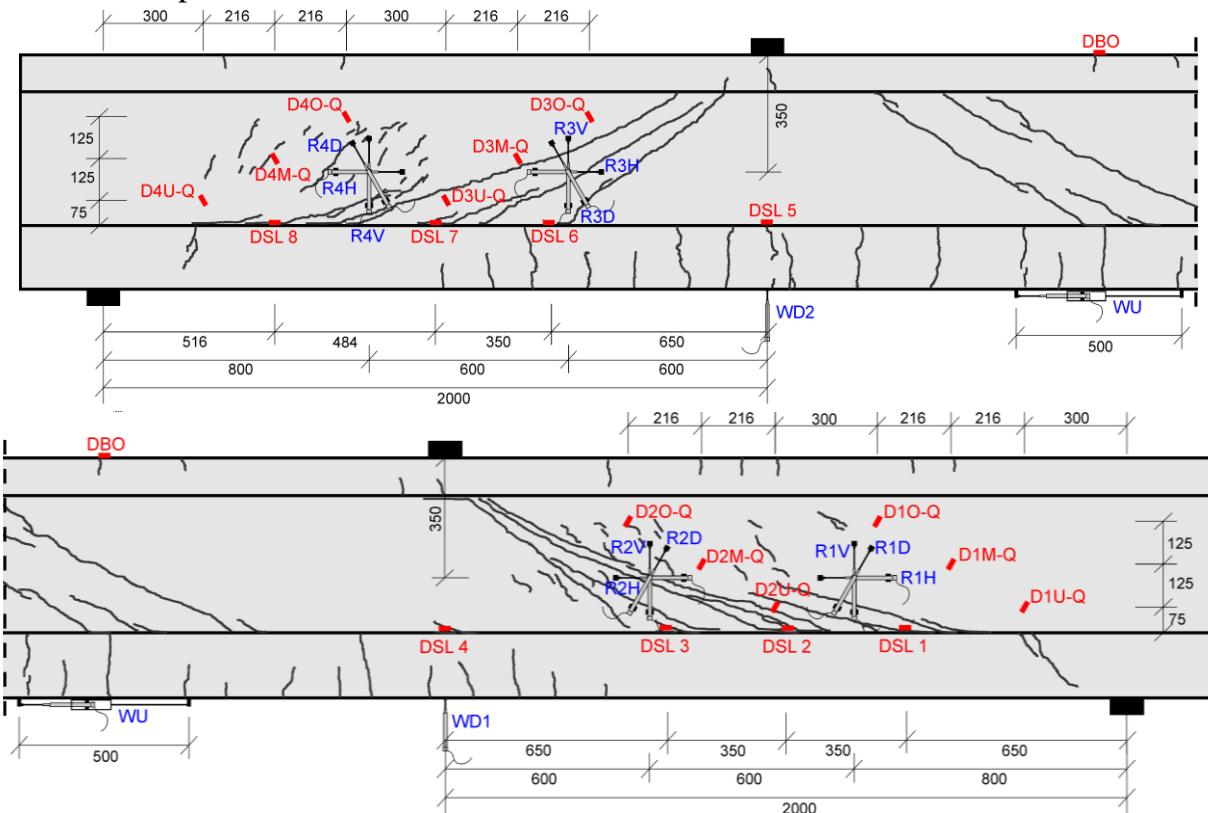 300 216 216 300 216 216
DBO
350
D4O-Q D3O-Q
R3V
R4D D3M-Q
125
D4M-Q R3H
125
R4H
D4U-Q D3U-Q
75
R3D
DSL 8 R4V DSL 7 DSL 6 DSL 5
WD2 WU
516 484 350 650
500
800 600 600
2000
216 216 300 216 216 300
DBO
350
D2O-Q D1O-Q
R2V R2D R1V R1D
125
D2M-Q D1M-Q
R2H R1H
125
D2U-Q D1U-Q
75
DSL 4 DSL 3 DSL 2 DSL 1
WU WD1
650 350 350 650
500
600 600 800
2000